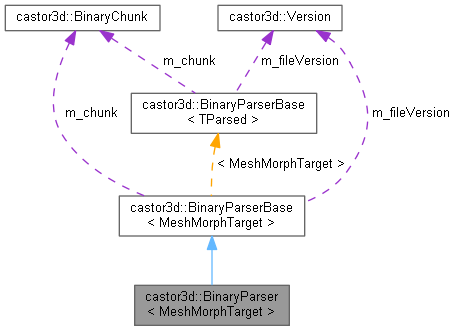 castor3d::BinaryChunk
castor3d::Version
m_chunk
m_fileVersion
castor3d::BinaryParserBase
< TParsed >
m_chunk
m_fileVersion
< MeshMorphTarget >
castor3d::BinaryParserBase
< MeshMorphTarget >
castor3d::BinaryParser
< MeshMorphTarget >